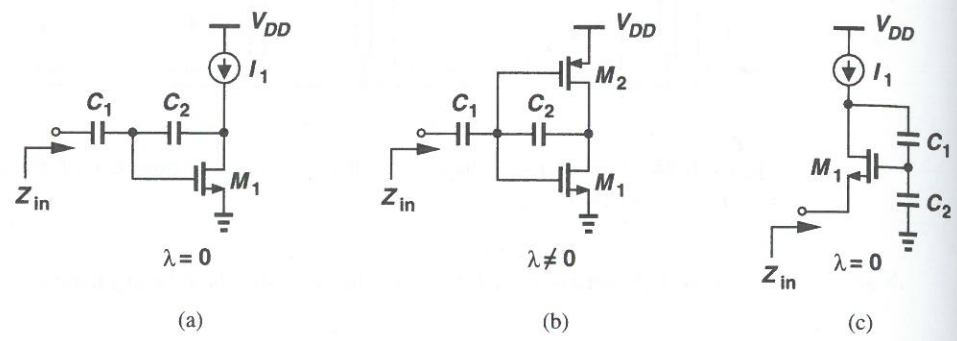 V_DD
I_1
C_1
C_2
M_1
Z_in
λ = 0
(a)
V_DD
M_2
C_1
C_2
M_1
Z_in
λ ≠ 0
(b)
V_DD
I_1
C_1
M_1
C_2
Z_in
λ = 0
(c)